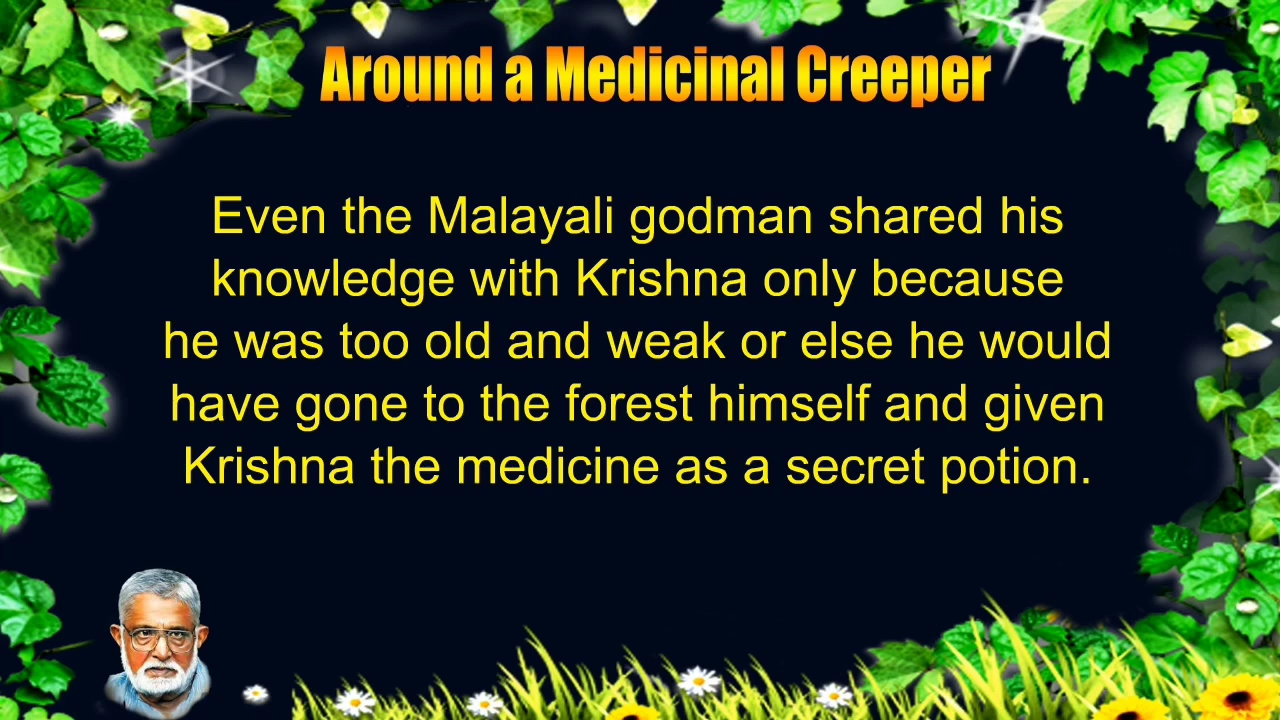 Around a Medicinal Creeper
Even the Malayali godman shared his
knowledge with Krishna only because
he was too old and weak or else he would
have gone to the forest himself and given
Krishna the medicine as a secret potion.